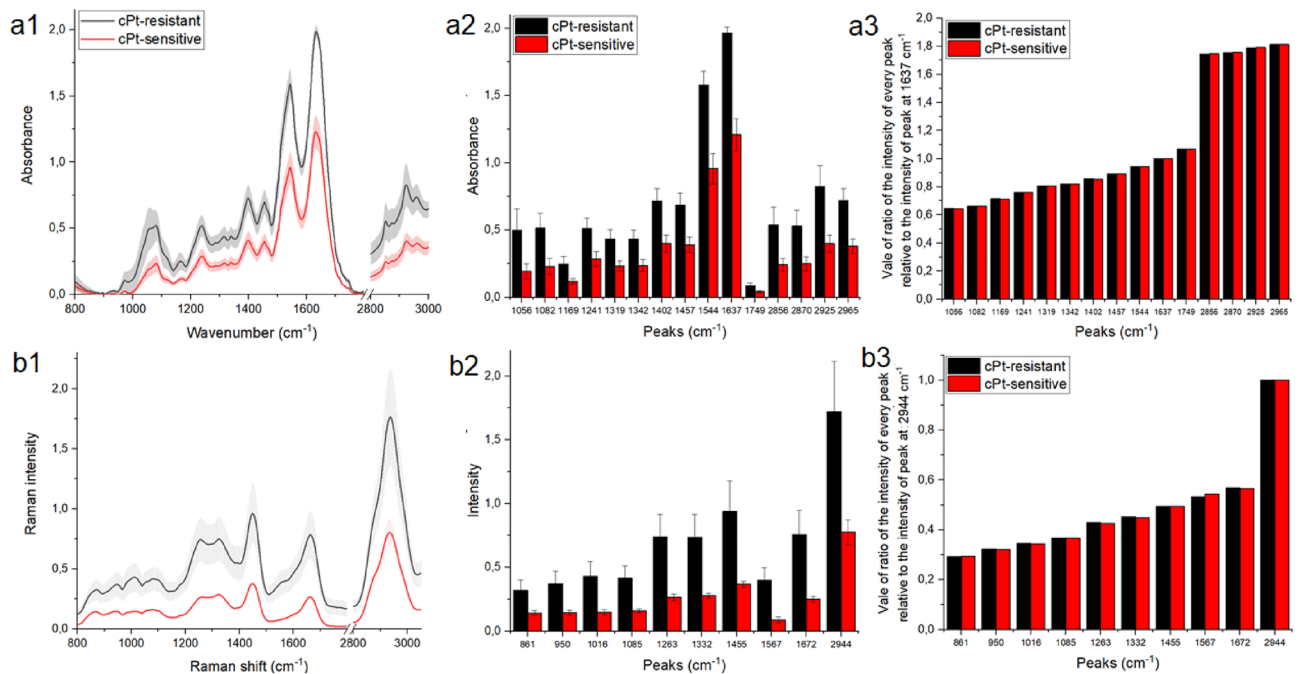 a1
cPt-resistant
cPt-sensitive
2,0
1,5
1,0
0,5
0,0
Absorbance
800 1000 1200 1400 1600 2800 3000
Wavenumber (cm-1)
a2
cPt-resistant
cPt-sensitive
2,0
1,5
1,0
0,5
0,0
Absorbance
1056 1082 1169 1241 1319 1342 1402 1457 1544 1637 1749 2856 2870 2925 2965
Peaks (cm-1)
a3
cPt-resistant
cPt-sensitive
2,0
1,8
1,6
1,4
1,2
1,0
0,8
0,6
0,4
0,2
0,0
Vale of ratio of the intensity of every peak
relative to the intensity of peak at 1637 cm-1
1056 1082 1169 1241 1319 1342 1402 1457 1544 1637 1749 2856 2870 2925 2965
Peaks (cm-1)
b1
cPt-resistant
cPt-sensitive
2,0
1,5
1,0
0,5
0,0
Raman intensity
800 1000 1200 1400 1600 2800 3000
Raman shift (cm-1)
b2
cPt-resistant
cPt-sensitive
2,0
1,5
1,0
0,5
0,0
Intensity
861 950 1016 1085 1263 1332 1455 1567 1672 2944
Peaks (cm-1)
b3
cPt-resistant
cPt-sensitive
1,0
0,8
0,6
0,4
0,2
0,0
Vale of ratio of the intensity of every peak
relative to the intensity of peak at 2944 cm-1
861 950 1016 1085 1263 1332 1455 1567 1672 2944
Peaks (cm-1)